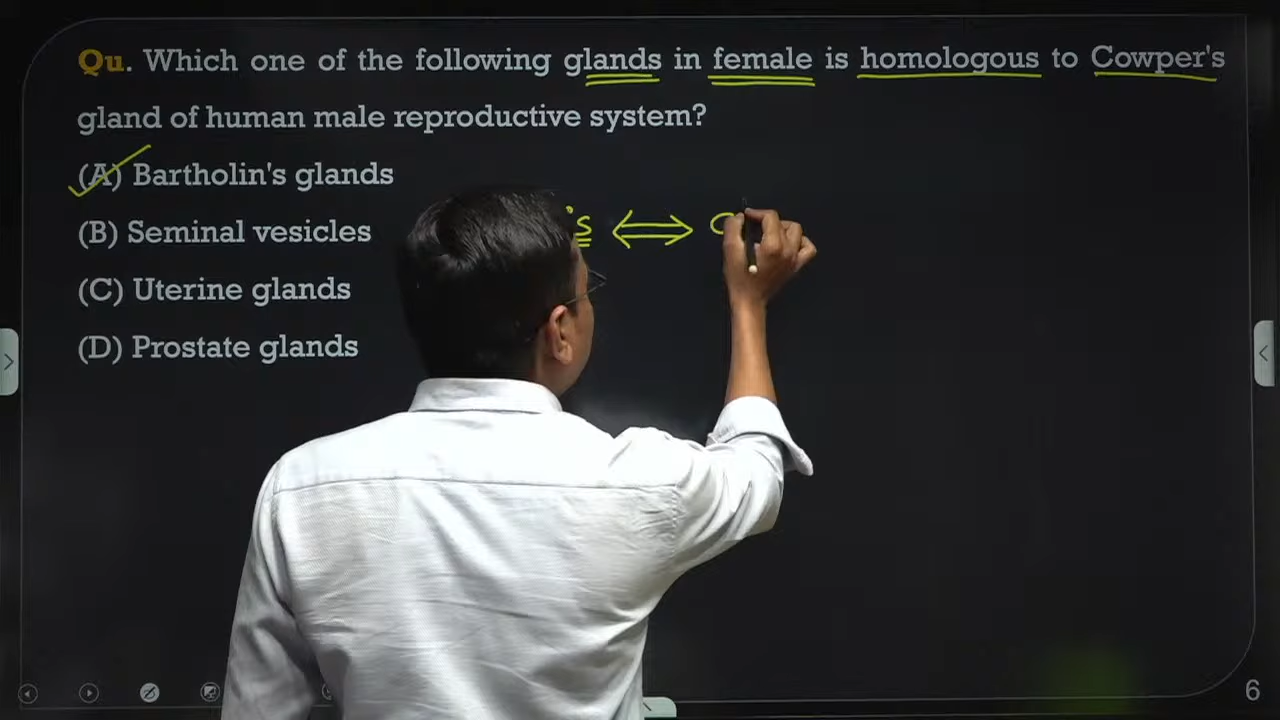 Qu. Which one of the following glands in female is homologous to Cowper's
gland of human male reproductive system?
(A) Bartholin's glands
(B) Seminal vesicles
(C) Uterine glands
(D) Prostate glands
6